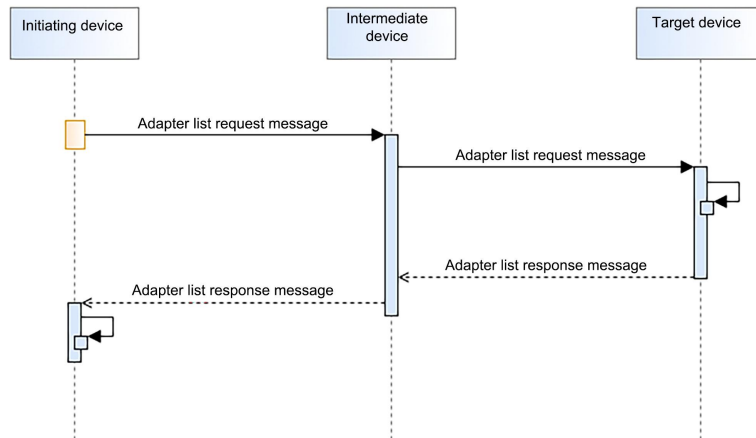 Initiating device
Intermediate
device
Target device
Adapter list request message
Adapter list request message
Adapter list response message
Adapter list response message